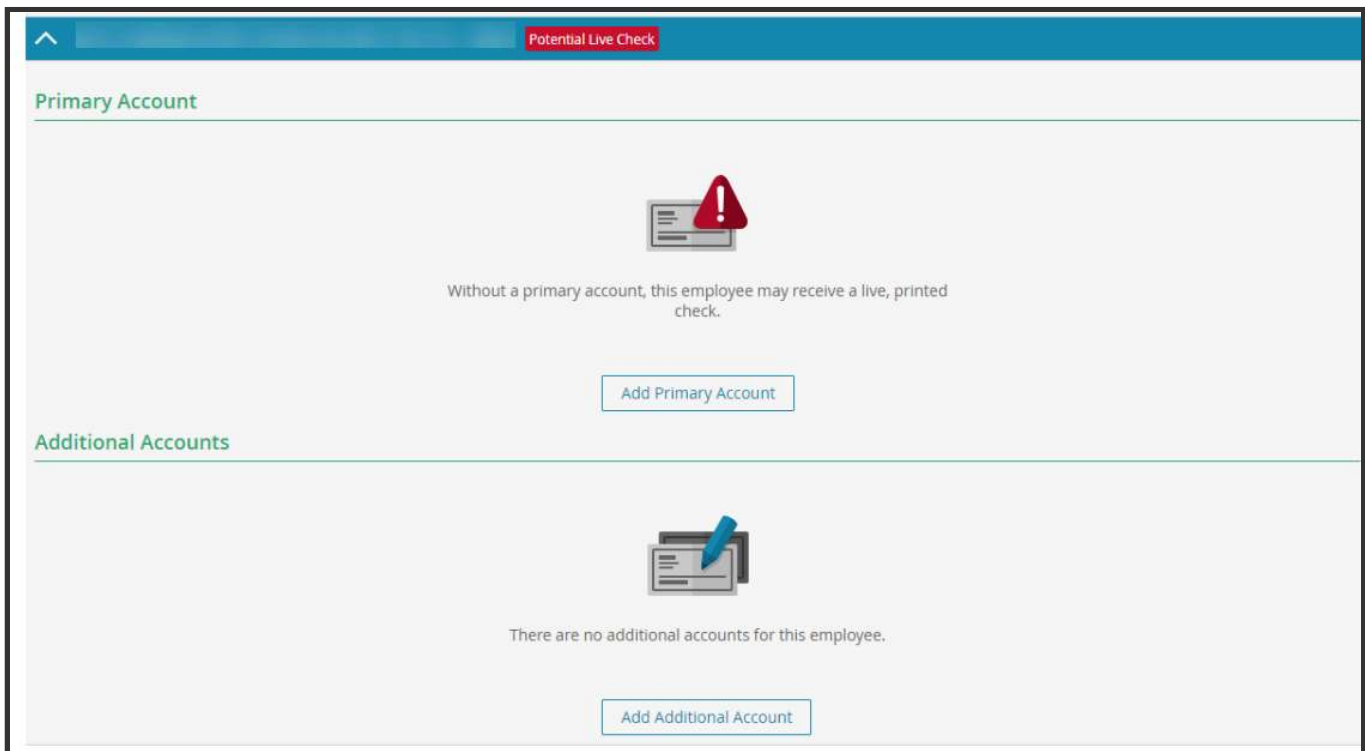 Potential Live Check
Primary Account
Without a primary account, this employee may receive a live, printed
check.
Add Primary Account
Additional Accounts
There are no additional accounts for this employee.
Add Additional Account